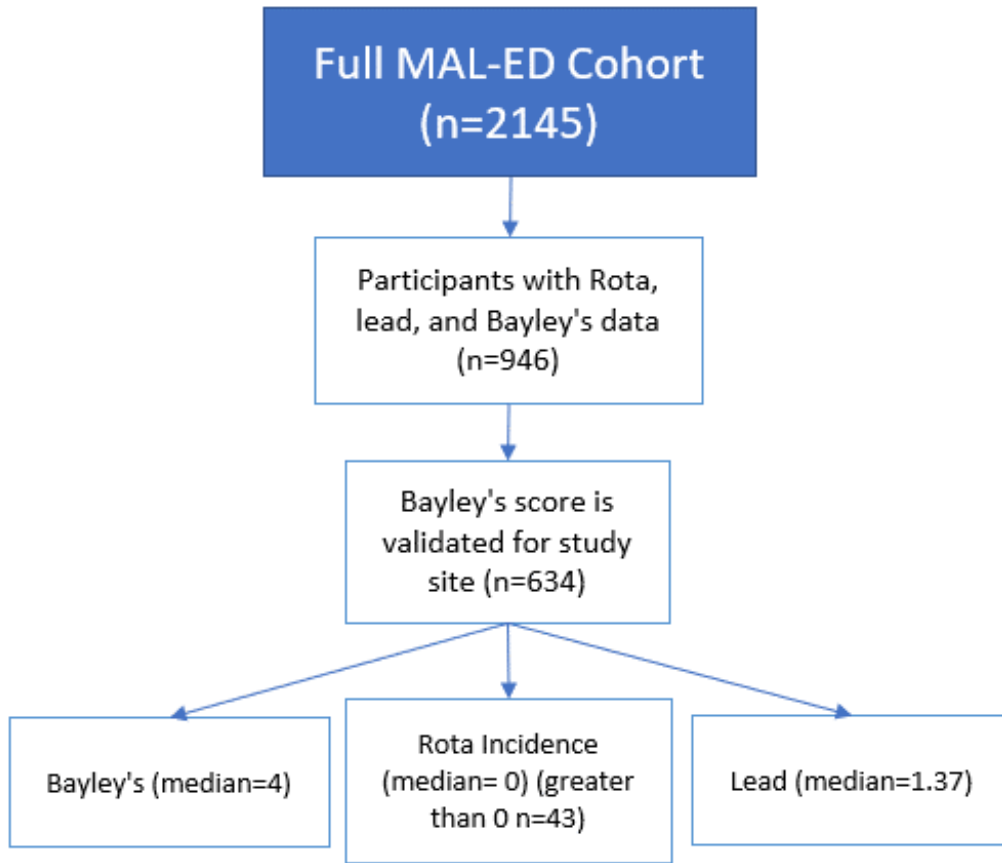 Full MAL-ED Cohort
(n=2145)
Participants with Rota,
lead, and Bayley's data
(n=946)
Bayley's score is
validated for study
site (n=634)
Bayley's (median=4)
Rota Incidence
(median= 0) (greater
than 0 n=43)
Lead (median=1.37)